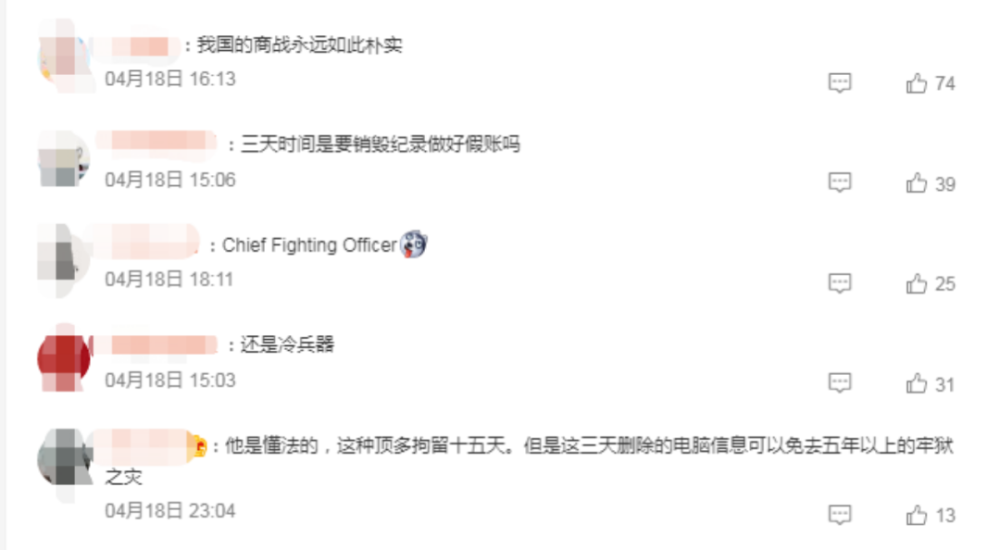 ：我国的商战永远如此朴实
04月18日 16:13
74
：三天时间是要销毁纪录做好假账吗
04月18日 15:06
39
：Chief Fighting Officer
04月18日 18:11
25
：还是冷兵器
04月18日 15:03
31
：他是懂法的，这种顶多拘留十五天。但是这三天删除的电脑信息可以免去五年以上的牢狱
之灾
04月18日 23:04
13